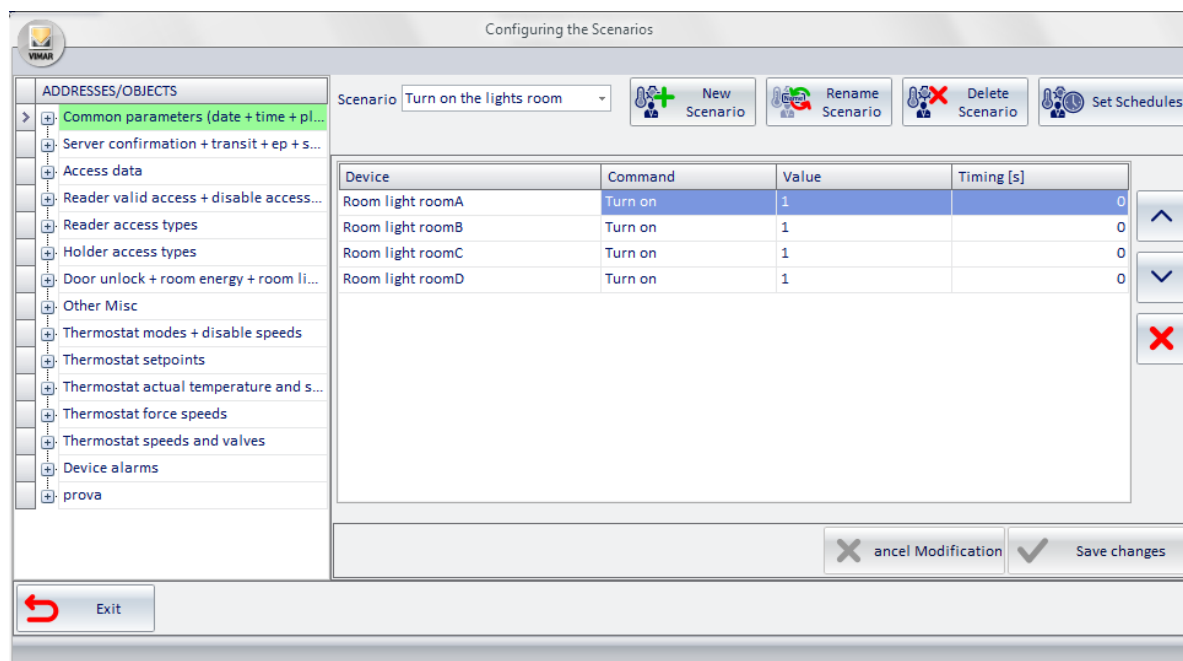 Configuring the Scenarios
VIMAR
ADDRESSES/OBJECTS
Common parameters (date + time + pl...
Server confirmation + transit + ep + s...
Access data
Reader valid access + disable access...
Reader access types
Holder access types
Door unlock + room energy + room li...
Other Misc
Thermostat modes + disable speeds
Thermostat setpoints
Thermostat actual temperature and s...
Thermostat force speeds
Thermostat speeds and valves
Device alarms
prova
Scenario Turn on the lights room
New
Scenario
Rename
Scenario
Delete
Scenario
Set Schedules
Device Command Value Timing [s]
Room light roomA Turn on 1 0
Room light roomB Turn on 1 0
Room light roomC Turn on 1 0
Room light roomD Turn on 1 0
ancel Modification Save changes
Exit